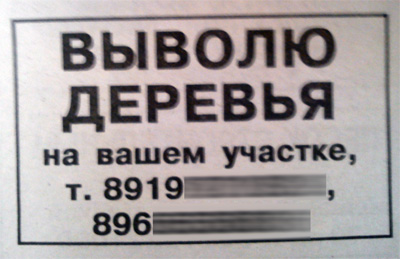 ВЫВОЛЮ
ДЕРЕВЬЯ
на вашем участке,
т. 8919 ,
896